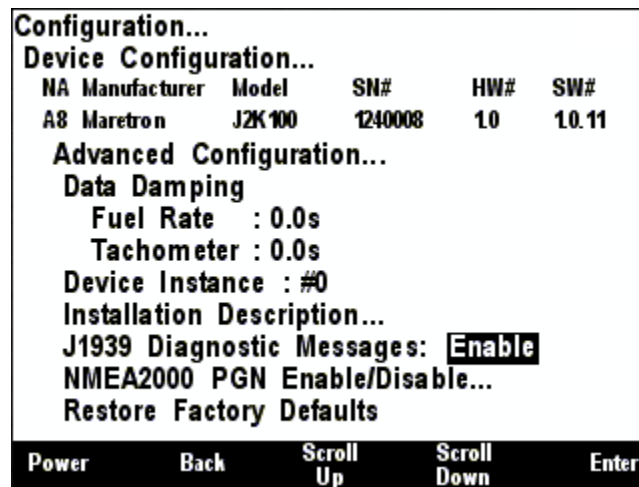 Configuration...
Device Configuration...
NA Manufacturer Model SN# HW# SW#
A8 Maretron J2K100 1240008 1.0 1.0.11
Advanced Configuration...
Data Damping
Fuel Rate : 0.0s
Tachometer : 0.0s
Device Instance : #0
Installation Description...
J1939 Diagnostic Messages: Enable
NMEA2000 PGN Enable/Disable...
Restore Factory Defaults
Power Back Scroll Up Scroll Down Enter